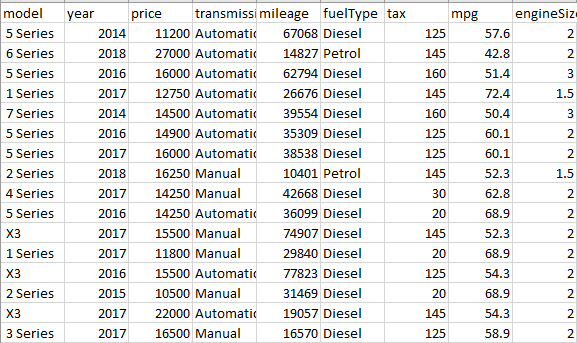 model year price transmissi mileage fuelType tax mpg engineSiz
5 Series 2014 11200 Automatic 67068 Diesel 125 57.6 2
6 Series 2018 27000 Automatic 14827 Petrol 145 42.8 2
5 Series 2016 16000 Automatic 62794 Diesel 160 51.4 3
1 Series 2017 12750 Automatic 26676 Diesel 145 72.4 1.5
7 Series 2014 14500 Automatic 39554 Diesel 160 50.4 3
5 Series 2016 14900 Automatic 35309 Diesel 125 60.1 2
5 Series 2017 16000 Automatic 38538 Diesel 125 60.1 2
2 Series 2018 16250 Manual 10401 Petrol 145 52.3 1.5
4 Series 2017 14250 Manual 42668 Diesel 30 62.8 2
5 Series 2016 14250 Automatic 36099 Diesel 20 68.9 2
X3 2017 15500 Manual 74907 Diesel 145 52.3 2
1 Series 2017 11800 Manual 29840 Diesel 20 68.9 2
X3 2016 15500 Automatic 77823 Diesel 125 54.3 2
2 Series 2015 10500 Manual 31469 Diesel 20 68.9 2
X3 2017 22000 Automatic 19057 Diesel 145 54.3 2
3 Series 2017 16500 Manual 16570 Diesel 125 58.9 2